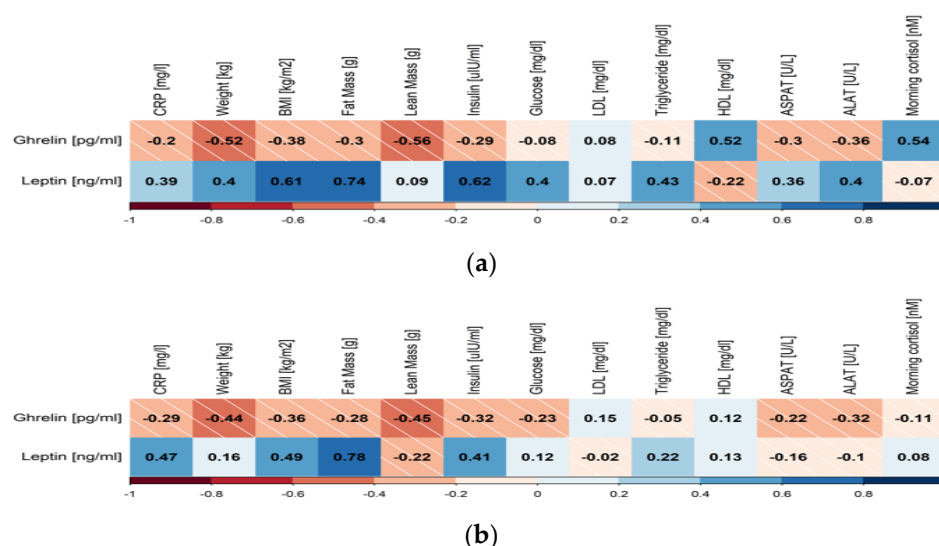 (a)
CRP [mg/l] Weight [kg] BMI [kg/m2] Fat Mass [g] Lean Mass [g] Insulin [uIU/ml] Glucose [mg/dl] LDL [mg/dl] Triglyceride [mg/dl] HDL [mg/dl] ASPAT [U/L] ALAT [U/L] Morning cortisol [nM]
Ghrelin [pg/ml] -0.2 -0.52 -0.38 -0.3 -0.56 -0.29 -0.08 0.08 -0.11 0.52 -0.3 -0.36 0.54
Leptin [ng/ml] 0.39 0.4 0.61 0.74 0.09 0.62 0.4 0.07 0.43 -0.22 0.36 0.4 -0.07
-1 -0.8 -0.6 -0.4 -0.2 0 0.2 0.4 0.6 0.8
(a)
CRP [mg/l] Weight [kg] BMI [kg/m2] Fat Mass [g] Lean Mass [g] Insulin [uIU/ml] Glucose [mg/dl] LDL [mg/dl] Triglyceride [mg/dl] HDL [mg/dl] ASPAT [U/L] ALAT [U/L] Morning cortisol [nM]
Ghrelin [pg/ml] -0.29 -0.44 -0.36 -0.28 -0.45 -0.32 -0.23 0.15 -0.05 0.12 -0.22 -0.32 -0.11
Leptin [ng/ml] 0.47 0.16 0.49 0.78 -0.22 0.41 0.12 -0.02 0.22 0.13 -0.16 -0.1 0.08
-1 -0.8 -0.6 -0.4 -0.2 0 0.2 0.4 0.6 0.8
(b)